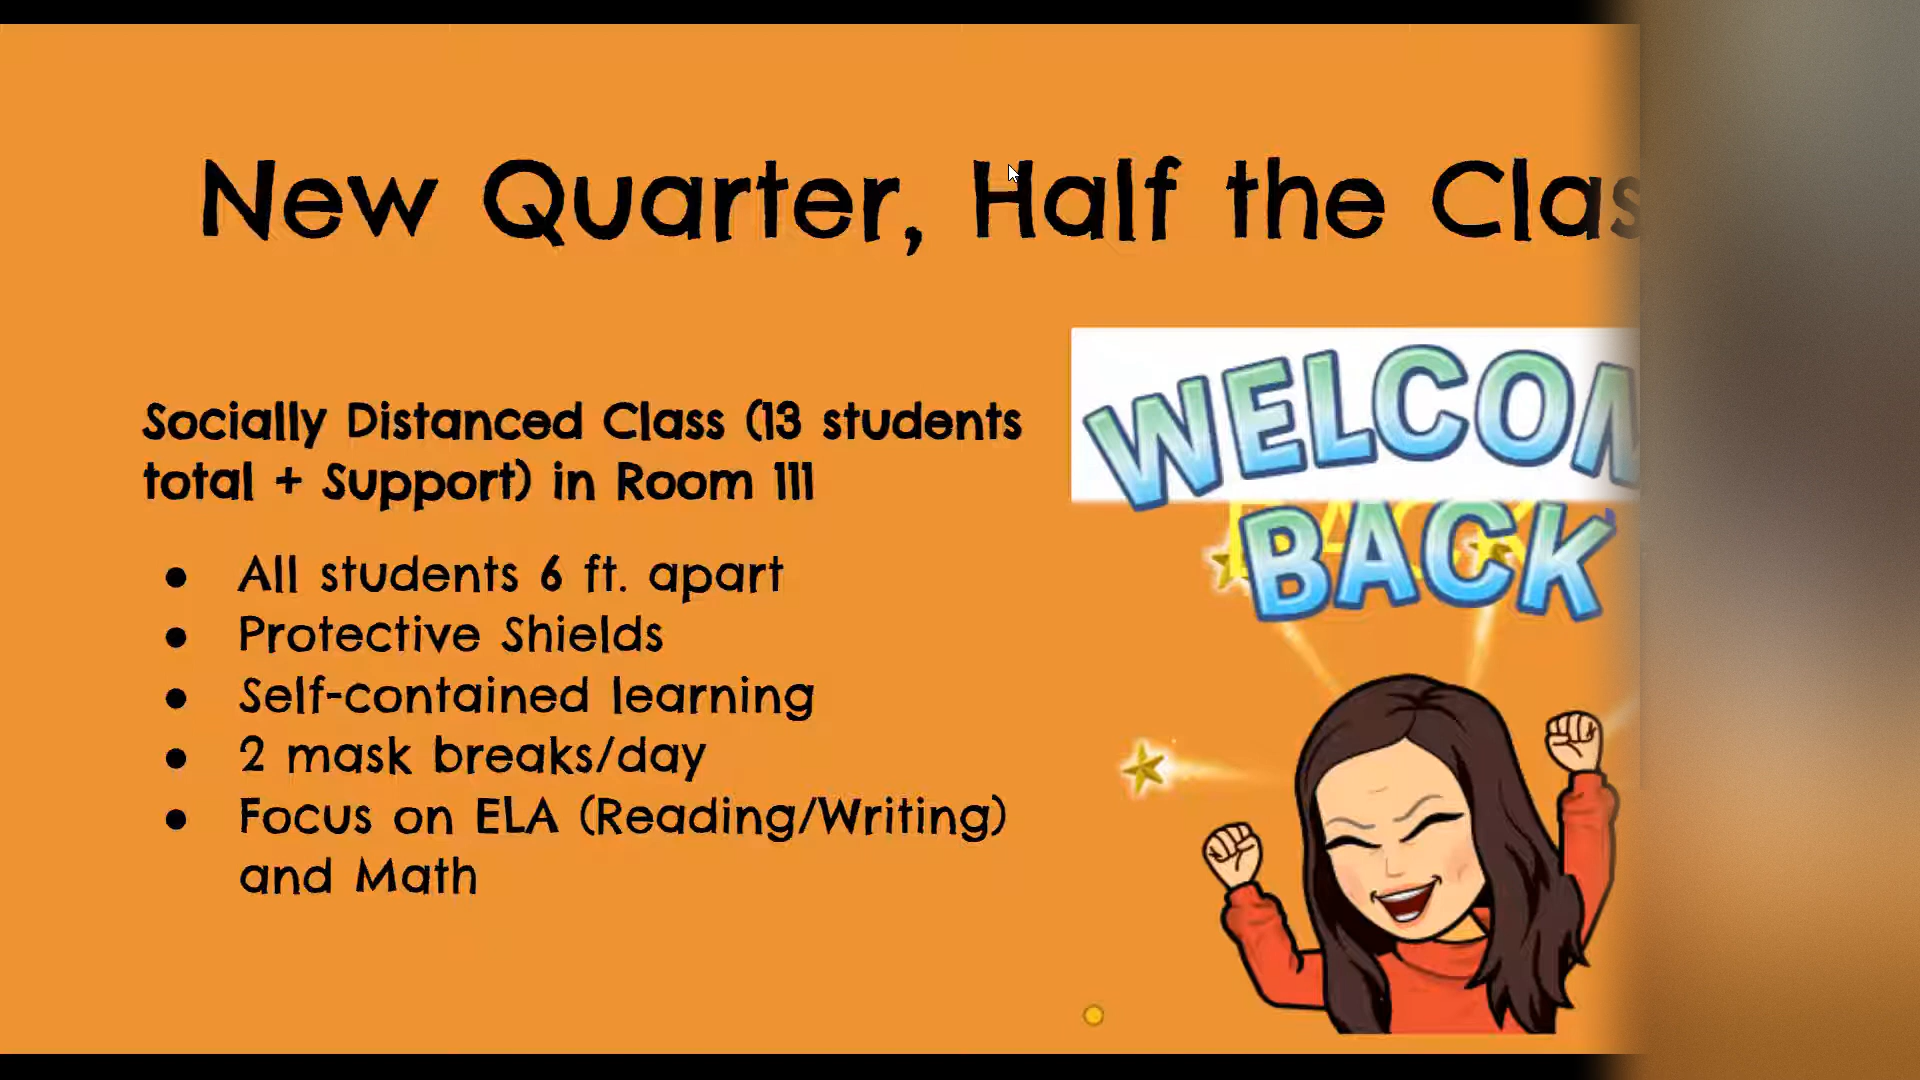 New Quarter, Half the Clas
Socially Distanced Class (13 students
total + Support) in Room 111
WELCOM
BACK
● All students 6 ft. apart
● Protective Shields
● Self-contained learning
● 2 mask breaks/day
● Focus on ELA (Reading/Writing)
and Math